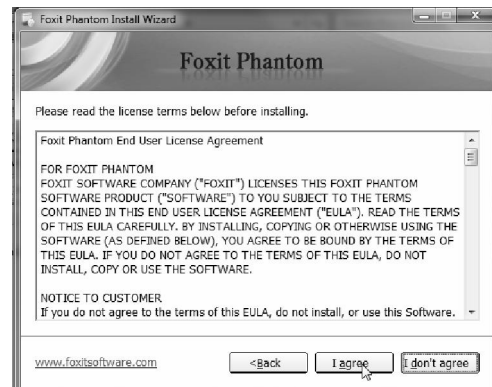 Foxit Phantom Install Wizard
Foxit Phantom
Please read the license terms below before installing.
Foxit Phantom End User License Agreement
FOR FOXIT PHANTOM
FOXIT SOFTWARE COMPANY ("FOXIT") LICENSES THIS FOXIT PHANTOM
SOFTWARE PRODUCT ("SOFTWARE") TO YOU SUBJECT TO THE TERMS
CONTAINED IN THIS END USER LICENSE AGREEMENT ("EULA"). READ THE TERMS
OF THIS EULA CAREFULLY. BY INSTALLING, COPYING OR OTHERWISE USING THE
SOFTWARE (AS DEFINED BELOW), YOU AGREE TO BE BOUND BY THE TERMS OF
THIS EULA. IF YOU DO NOT AGREE TO THE TERMS OF THIS EULA, DO NOT
INSTALL, COPY OR USE THE SOFTWARE.
NOTICE TO CUSTOMER
If you do not agree to the terms of this EULA, do not install, or use this Software.
www.foxitsoftware.com <Back I agree I don't agree